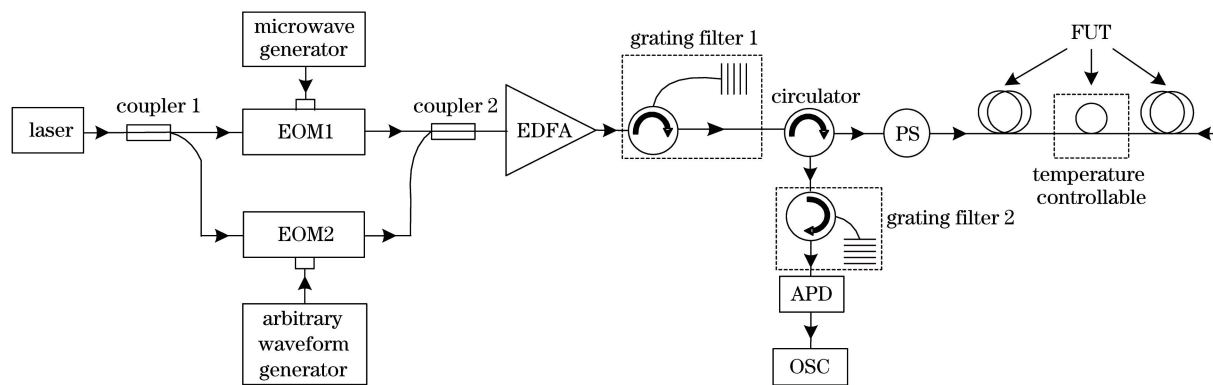 microwave
generator
grating filter 1
FUT
coupler 1
coupler 2
circulator
laser
EOM1
EDFA
PS
temperature
controllable
EOM2
grating filter 2
APD
arbitrary
waveform
generator
OSC